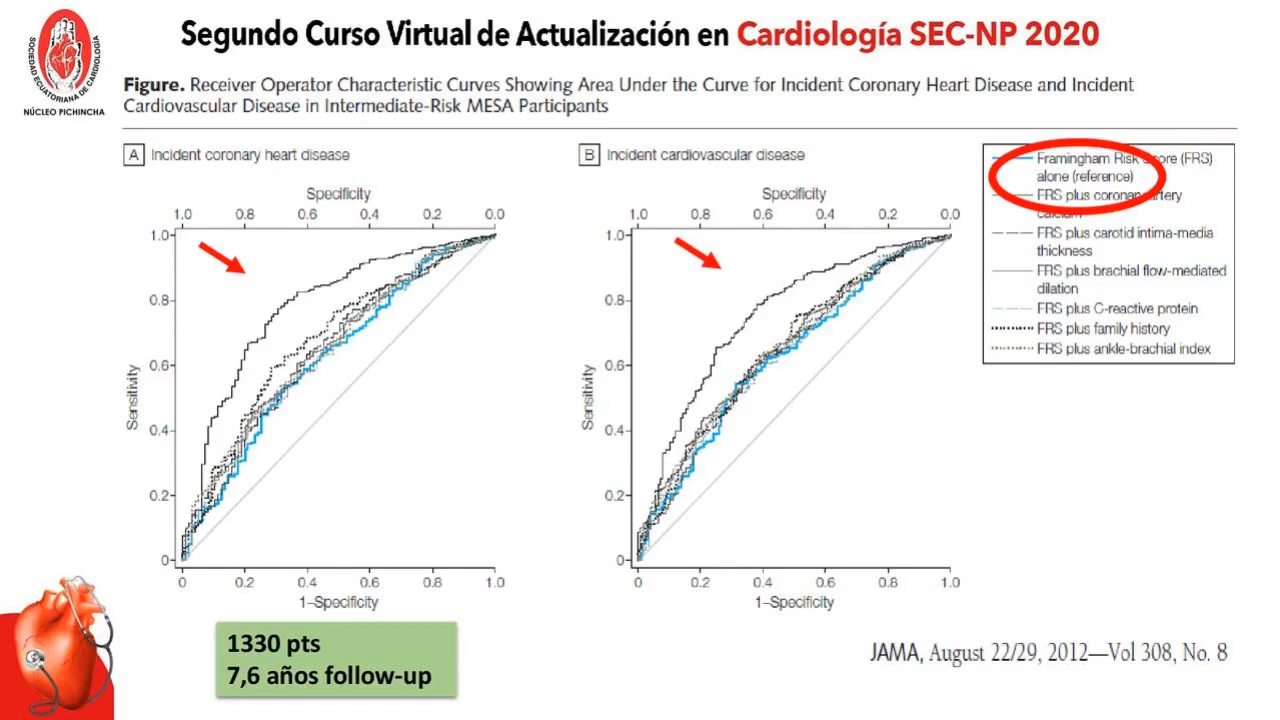 Segundo Curso Virtual de Actualización en Cardiología SEC-NP 2020
SOCIEDAD ECUATORIANA DE CARDIOLOGÍA
NÚCLEO PICHINCHA
Figure. Receiver Operator Characteristic Curves Showing Area Under the Curve for Incident Coronary Heart Disease and Incident
Cardiovascular Disease in Intermediate-Risk MESA Participants
A Incident coronary heart disease
Specificity
1.0 0.8 0.6 0.4 0.2 0.0
1.0
0.8
0.6
0.4
0.2
0
Sensitivity
0 0.2 0.4 0.6 0.8 1.0
1–Specificity
B Incident cardiovascular disease
Specificity
1.0 0.8 0.6 0.4 0.2 0.0
1.0
0.8
0.6
0.4
0.2
0
Sensitivity
0 0.2 0.4 0.6 0.8 1.0
1–Specificity
Framingham Risk Score (FRS)
alone (reference)
FRS plus coronary artery
calcium
FRS plus carotid intima-media
thickness
FRS plus brachial flow-mediated
dilation
FRS plus C-reactive protein
FRS plus family history
FRS plus ankle-brachial index
1330 pts
7,6 años follow-up
JAMA, August 22/29, 2012—Vol 308, No. 8